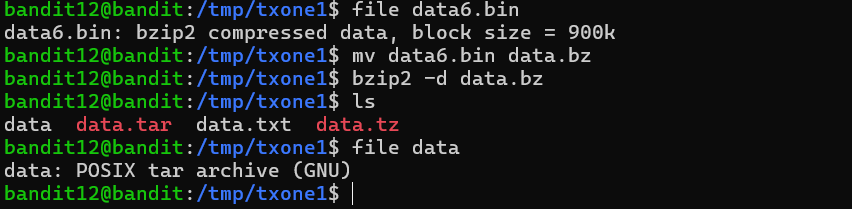 bandit12@bandit:/tmp/txone1$ file data6.bin
data6.bin: bzip2 compressed data, block size = 900k
bandit12@bandit:/tmp/txone1$ mv data6.bin data.bz
bandit12@bandit:/tmp/txone1$ bzip2 -d data.bz
bandit12@bandit:/tmp/txone1$ ls
data  data.tar  data.txt  data.tz
bandit12@bandit:/tmp/txone1$ file data
data: POSIX tar archive (GNU)
bandit12@bandit:/tmp/txone1$